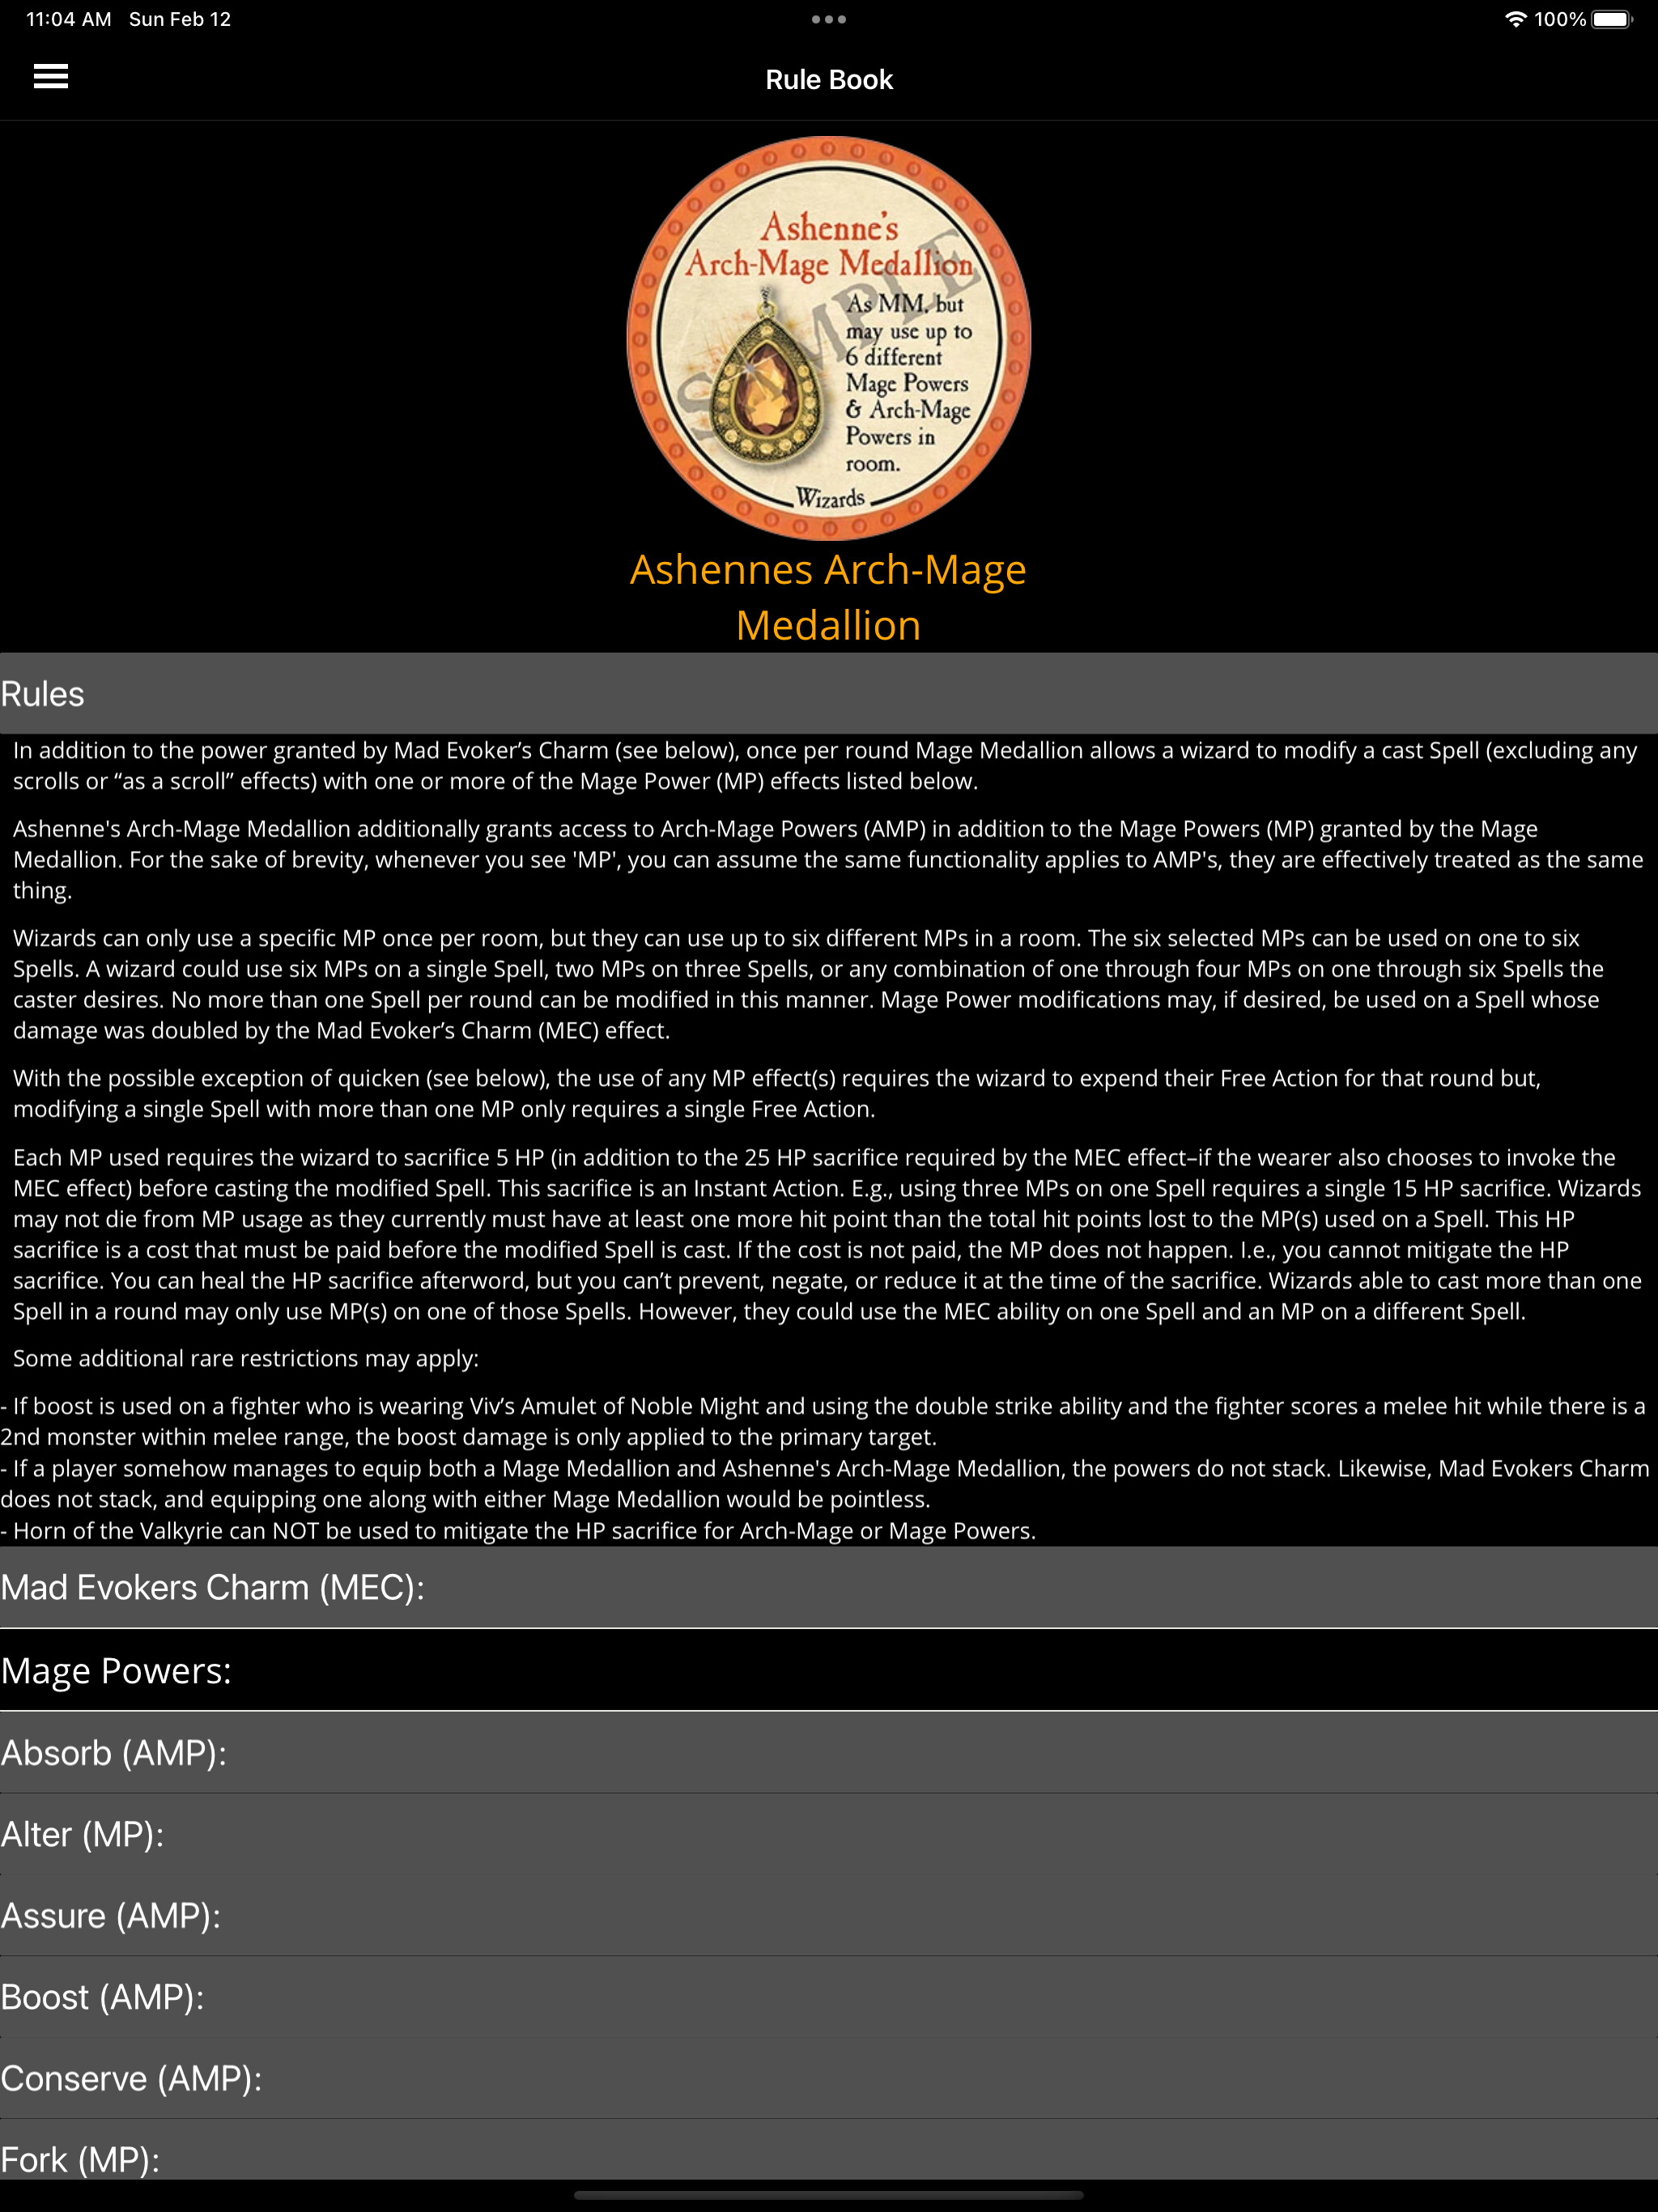 11:04 AM Sun Feb 12
100%
Rule Book
Ashenne's
Arch-Mage Medallion
As MM, but
may use up to
6 different
Mage Powers
& Arch-Mage
Powers in
room.
Wizards
SAMPLE
Ashennes Arch-Mage
Medallion
Rules
In addition to the power granted by Mad Evoker’s Charm (see below), once per round Mage Medallion allows a wizard to modify a cast Spell (excluding any
scrolls or “as a scroll” effects) with one or more of the Mage Power (MP) effects listed below.
Ashenne's Arch-Mage Medallion additionally grants access to Arch-Mage Powers (AMP) in addition to the Mage Powers (MP) granted by the Mage
Medallion. For the sake of brevity, whenever you see 'MP', you can assume the same functionality applies to AMP's, they are effectively treated as the same
thing.
Wizards can only use a specific MP once per room, but they can use up to six different MPs in a room. The six selected MPs can be used on one to six
Spells. A wizard could use six MPs on a single Spell, two MPs on three Spells, or any combination of one through four MPs on one through six Spells the
caster desires. No more than one Spell per round can be modified in this manner. Mage Power modifications may, if desired, be used on a Spell whose
damage was doubled by the Mad Evoker’s Charm (MEC) effect.
With the possible exception of quicken (see below), the use of any MP effect(s) requires the wizard to expend their Free Action for that round but,
modifying a single Spell with more than one MP only requires a single Free Action.
Each MP used requires the wizard to sacrifice 5 HP (in addition to the 25 HP sacrifice required by the MEC effect–if the wearer also chooses to invoke the
MEC effect) before casting the modified Spell. This sacrifice is an Instant Action. E.g., using three MPs on one Spell requires a single 15 HP sacrifice. Wizards
may not die from MP usage as they currently must have at least one more hit point than the total hit points lost to the MP(s) used on a Spell. This HP
sacrifice is a cost that must be paid before the modified Spell is cast. If the cost is not paid, the MP does not happen. I.e., you cannot mitigate the HP
sacrifice. You can heal the HP sacrifice afterword, but you can’t prevent, negate, or reduce it at the time of the sacrifice. Wizards able to cast more than one
Spell in a round may only use MP(s) on one of those Spells. However, they could use the MEC ability on one Spell and an MP on a different Spell.
Some additional rare restrictions may apply:
- If boost is used on a fighter who is wearing Viv’s Amulet of Noble Might and using the double strike ability and the fighter scores a melee hit while there is a
2nd monster within melee range, the boost damage is only applied to the primary target.
- If a player somehow manages to equip both a Mage Medallion and Ashenne's Arch-Mage Medallion, the powers do not stack. Likewise, Mad Evokers Charm
does not stack, and equipping one along with either Mage Medallion would be pointless.
- Horn of the Valkyrie can NOT be used to mitigate the HP sacrifice for Arch-Mage or Mage Powers.
Mad Evokers Charm (MEC):
Mage Powers:
Absorb (AMP):
Alter (MP):
Assure (AMP):
Boost (AMP):
Conserve (AMP):
Fork (MP):